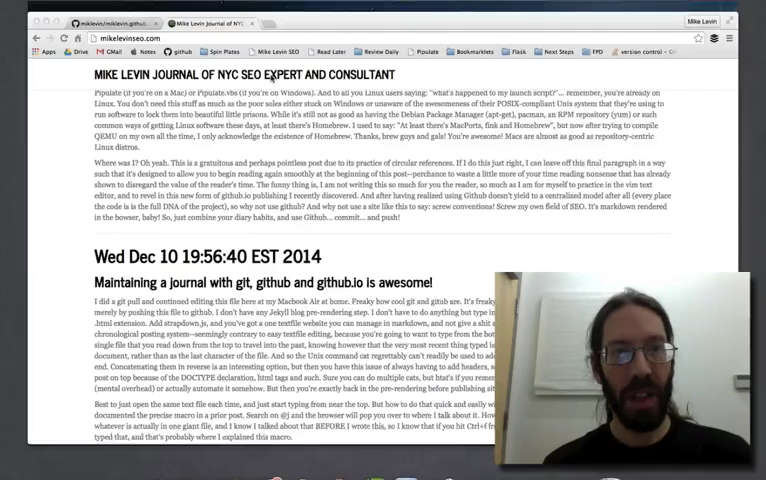 miklevin/miklevin.github
Mike Levin Journal of NYC
Mike Levin
mikelevinseo.com
Apps Drive GMail Notes github Spin Plates Mike Levin SEO Read Later Review Daily Pipulate Bookmarklets Flask Next Steps FPD version control -
MIKE LEVIN JOURNAL OF NYC SEO EXPERT AND CONSULTANT
Pipulate (if you're on a Mac) or Pipulate.vbs (if you're on Windows). And to all you Linux users saying: "what's happened to my launch script?"... remember, you're already on
Linux. You don't need this stuff as much as the poor soles either stuck on Windows or unaware of the awesomeness of their POSIX-compliant Unix system that they're using to
run software to lock them into beautiful little prisons. While it's still not as good as having the Debian Package Manager (apt-get), pacman, an RPM repository (yum) or such
common ways of getting Linux software these days, at least there's Homebrew. I used to say: "At least there's MacPorts, fink and Homebrew", but now after trying to compile
QEMU on my own all the time, I only acknowledge the existence of Homebrew. Thanks, brew guys and gals! You're awesome! Macs are almost as good as repository-centric
Linux distros.
Where was I? Oh yeah. This is a gratuitous and perhaps pointless post due to its practice of circular references. If I do this just right, I can leave off this final paragraph in a way
such that it's designed to allow you to begin reading again smoothly at the beginning of this post--perchance to waste a little more of your time reading nonsense that has already
shown to disregard the value of the reader's time. The funny thing is, I am not writing this so much for you the reader, so much as I am for myself to practice in the vim text
editor, and to revel in this new form of github.io publishing I recently discovered. And after having realized using Github doesn't yield to a centralized model after all (every place
the code is is the full DNA of the project), so why not use github? And why not use a site like this to say: screw conventions! Screw my own field of SEO. It's markdown rendered
in the bowser, baby! So, just combine your diary habits, and use Github... commit... and push!
Wed Dec 10 19:56:40 EST 2014
Maintaining a journal with git, github and github.io is awesome!
I did a git pull and continued editing this file here at my Macbook Air at home. Freaky how cool git and gitub are. It's freaky
merely by pushing this file to github. I don't have any Jekyll blog pre-rendering step. I don't have to do anything but type in
.html extension. Add strapdown.js, and you've got a one textfile website you can manage in markdown, and not give a shit
chronological posting system--seemingly contrary to easy textfile editing, because you're going to want to type from the bot
single file that you read down from the top to travel into the past, knowing however that the very most recent thing typed is
document, rather than as the last character of the file. And so the Unix command cat regrettably can't readily be used to add
end. Concatenating them in reverse is an interesting option, but then you have this issue of always having to add headers, s
post on top because of the DOCTYPE declaration, html tags and such. Sure you can do multiple cats, but htat's if you remem
(mental overhead) or actually automate it somehow. But then you're exactly back in the pre-rendering before publishing sit
Best to just open the same text file each time, and just start typing from near the top. But how to do that quick and easily wi
documented the precise macro in a prior post. Search on @j and the browser will pop you over to where I talk about it. How
whatever is actually in one giant file, and I know I talked about that BEFORE I wrote this, so I know that if you hit Ctrl+f fr
typed that, and that's probably where I explained this macro.